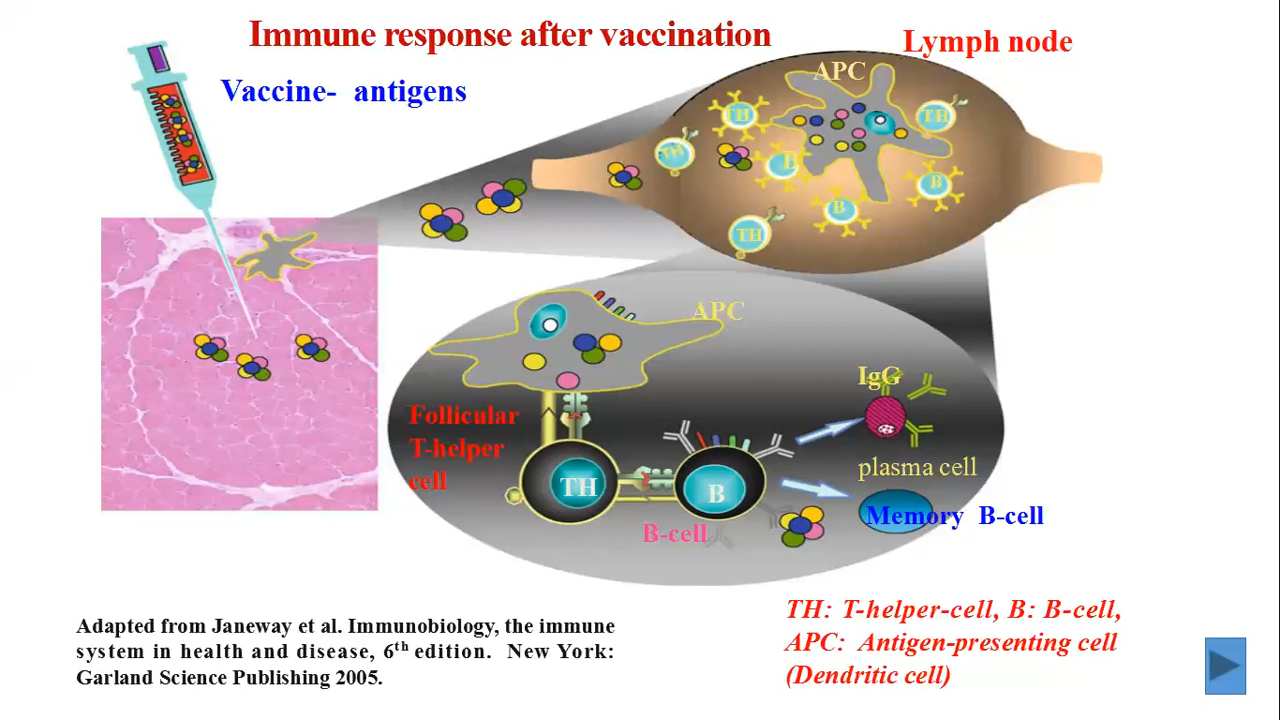 Immune response after vaccination
Lymph node
Vaccine- antigens
APC
TH
TH
TH
B
B
B
TH
APC
IgG
Follicular
T-helper
cell
plasma cell
TH
B
Memory B-cell
B-cell
TH: T-helper-cell, B: B-cell,
APC: Antigen-presenting cell
(Dendritic cell)
Adapted from Janeway et al. Immunobiology, the immune
system in health and disease, 6th edition. New York:
Garland Science Publishing 2005.